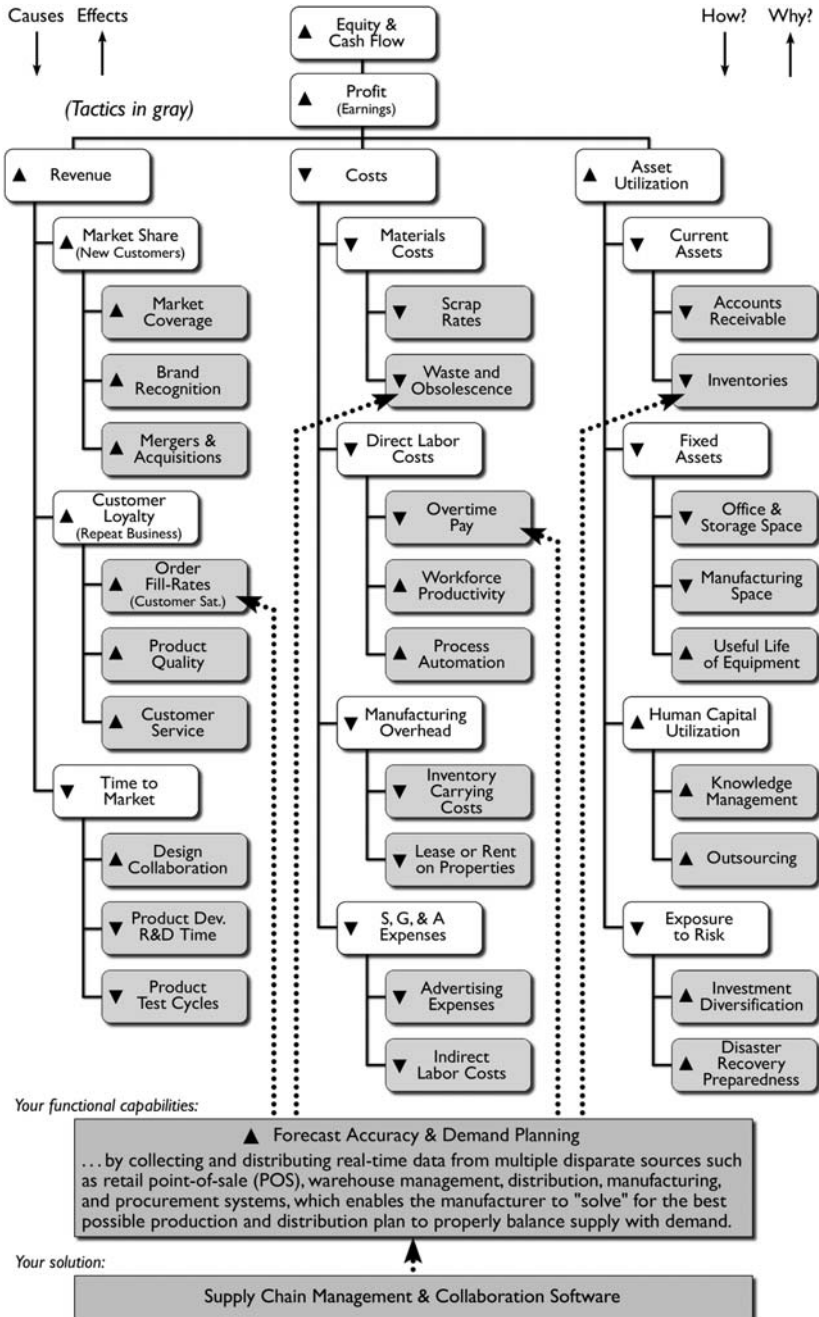 Causes Effects
How? Why?
▲ Equity &
Cash Flow
▲ Profit
(Earnings)
(Tactics in gray)
▲ Revenue
▲ Market Share
(New Customers)
▲ Market
Coverage
▲ Brand
Recognition
▲ Mergers &
Acquisitions
▲ Customer
Loyalty
(Repeat Business)
▲ Order
Fill-Rates
(Customer Sat.)
▲ Product
Quality
▲ Customer
Service
▼ Time to
Market
▲ Design
Collaboration
▼ Product Dev.
R&D Time
▼ Product
Test Cycles
▼ Costs
▼ Materials
Costs
▼ Scrap
Rates
▼ Waste and
Obsolescence
▼ Direct Labor
Costs
▼ Overtime
Pay
▲ Workforce
Productivity
▲ Process
Automation
▼ Manufacturing
Overhead
▼ Inventory
Carrying
Costs
▼ Lease or Rent
on Properties
▼ S, G, & A
Expenses
▼ Advertising
Expenses
▼ Indirect
Labor Costs
▲ Asset
Utilization
▼ Current
Assets
▼ Accounts
Receivable
▼ Inventories
▼ Fixed
Assets
▼ Office &
Storage Space
▼ Manufacturing
Space
▲ Useful Life
of Equipment
▲ Human Capital
Utilization
▲ Knowledge
Management
▲ Outsourcing
▼ Exposure
to Risk
▲ Investment
Diversification
▲ Disaster
Recovery
Preparedness
Your functional capabilities:
▲ Forecast Accuracy & Demand Planning
. . . by collecting and distributing real-time data from multiple disparate sources such
as retail point-of-sale (POS), warehouse management, distribution, manufacturing,
and procurement systems, which enables the manufacturer to "solve" for the best
possible production and distribution plan to properly balance supply with demand.
Your solution:
Supply Chain Management & Collaboration Software